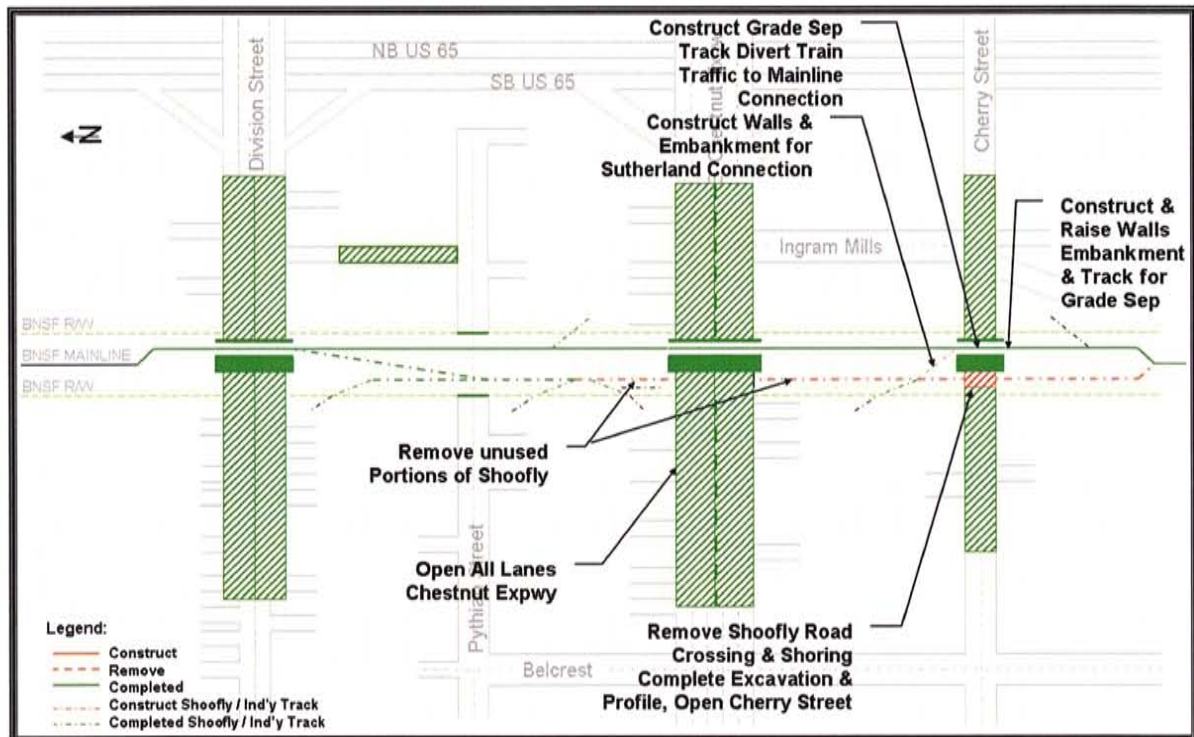 Construct Grade Sep
Track Divert Train
Traffic to Mainline
Connection
NB US 65
SB US 65
Construct Walls &
Embankment for
Sutherland Connection
N
Division Street
Cherry Street
Construct &
Raise Walls
Embankment
& Track for
Grade Sep
Ingram Mills
BNSF R/W
BNSF MAINLINE
BNSF R/W
Remove unused
Portions of Shoofly
Open All Lanes
Chestnut Expwy
Pythian Street
Remove Shoofly Road
Crossing & Shoring
Complete Excavation &
Profile, Open Cherry Street
Belcrest
Legend:
Construct
Remove
Completed
Construct Shoofly / Ind'y Track
Completed Shoofly / Ind'y Track